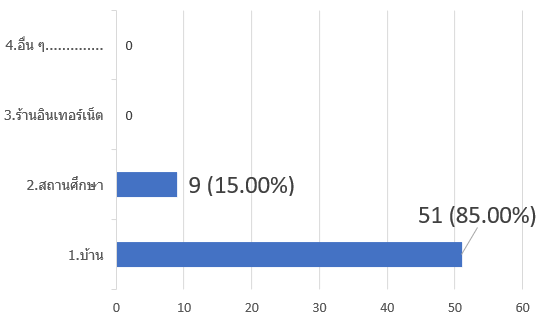 4.อื่น ๆ.............. 0
3.ร้านอินเทอร์เน็ต 0
2.สถานศึกษา 9 (15.00%)
51 (85.00%)
1.บ้าน
0 10 20 30 40 50 60